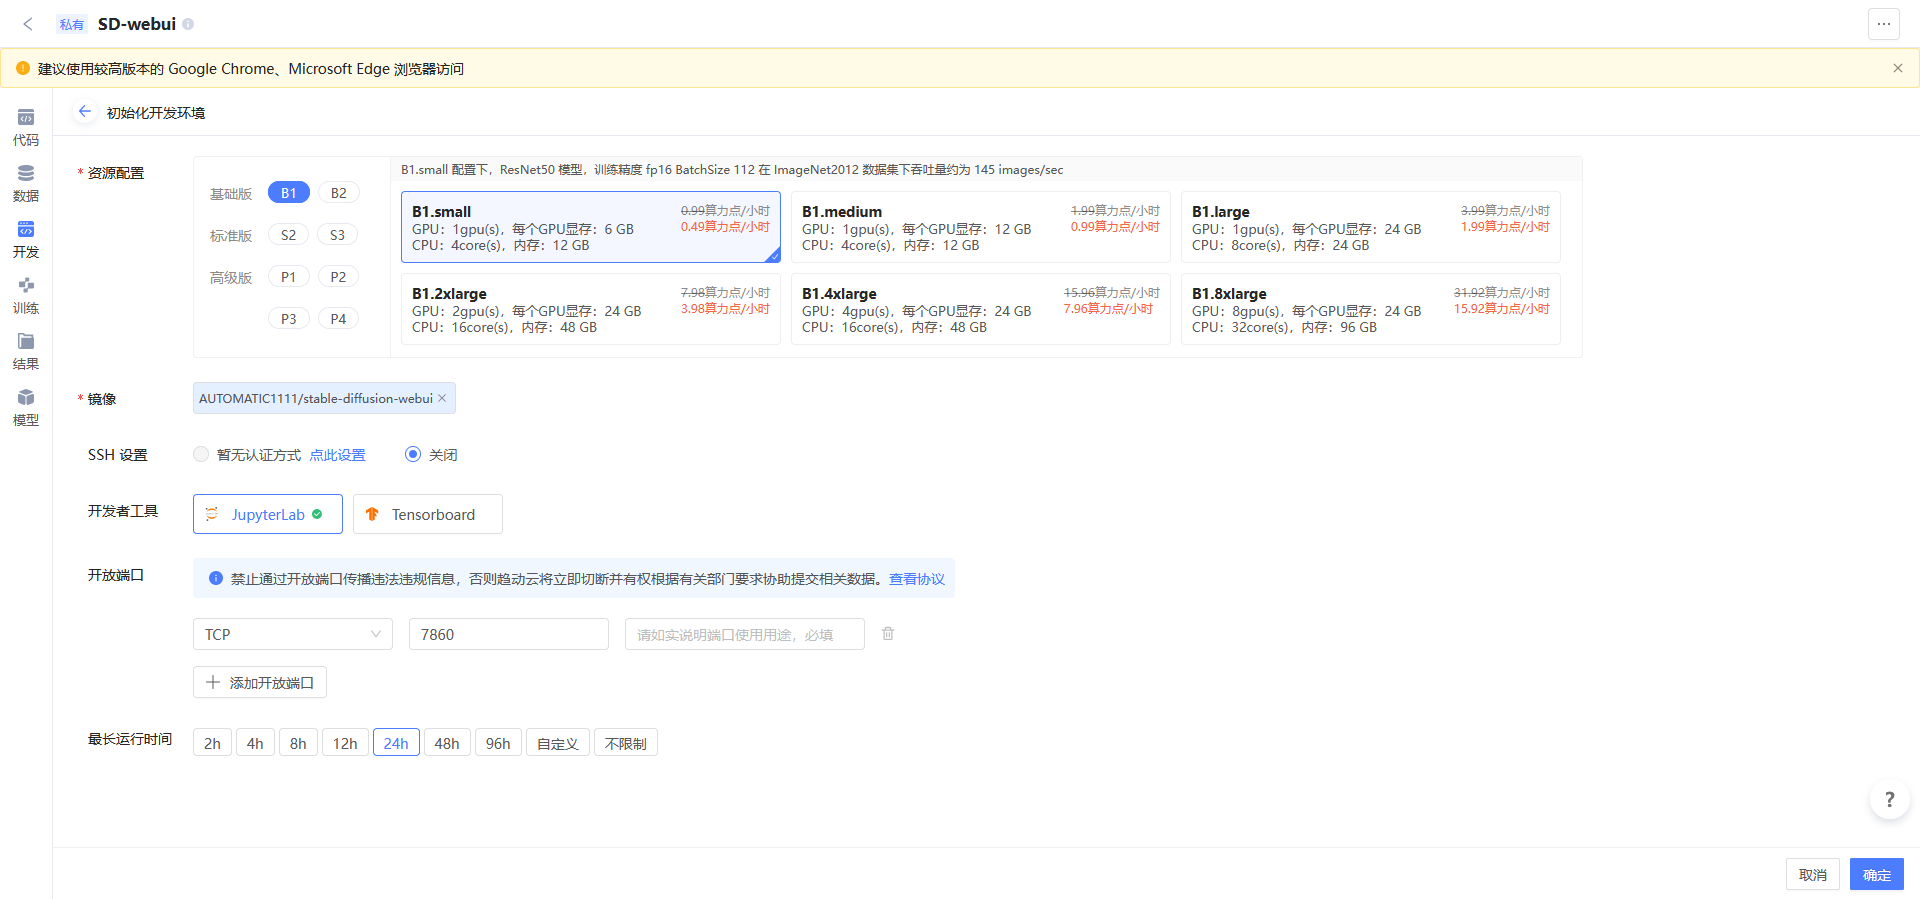 私有 SD-webui
建议使用较高版本的 Google Chrome、Microsoft Edge 浏览器访问
代码
数据
开发
训练
结果
模型
初始化开发环境
* 资源配置
基础版 B1 B2
标准版 S2 S3
高级版 P1 P2
P3 P4
B1.small 配置下，ResNet50 模型，训练精度 fp16 BatchSize 112 在 ImageNet2012 数据集下吞吐量约为 145 images/sec
B1.small 0.99算力点/小时
GPU：1gpu(s)，每个GPU显存：6 GB 0.49算力点/小时
CPU：4core(s)，内存：12 GB
B1.medium 1.99算力点/小时
GPU：1gpu(s)，每个GPU显存：12 GB 0.99算力点/小时
CPU：4core(s)，内存：12 GB
B1.large 3.99算力点/小时
GPU：1gpu(s)，每个GPU显存：24 GB 1.99算力点/小时
CPU：8core(s)，内存：24 GB
B1.2xlarge 7.98算力点/小时
GPU：2gpu(s)，每个GPU显存：24 GB 3.98算力点/小时
CPU：16core(s)，内存：48 GB
B1.4xlarge 15.96算力点/小时
GPU：4gpu(s)，每个GPU显存：24 GB 7.96算力点/小时
CPU：16core(s)，内存：48 GB
B1.8xlarge 31.92算力点/小时
GPU：8gpu(s)，每个GPU显存：24 GB 15.92算力点/小时
CPU：32core(s)，内存：96 GB
* 镜像 AUTOMATIC1111/stable-diffusion-webui ×
SSH 设置 暂无认证方式 点此设置 关闭
开发者工具 JupyterLab Tensorboard
开放端口 禁止通过开放端口传播违法违规信息，否则趋动云将立即切断并有权根据有关部门要求协助提交相关数据。查看协议
TCP 7860 请如实说明端口使用用途，必填
+ 添加开放端口
最长运行时间 2h 4h 8h 12h 24h 48h 96h 自定义 不限制
?
取消 确定